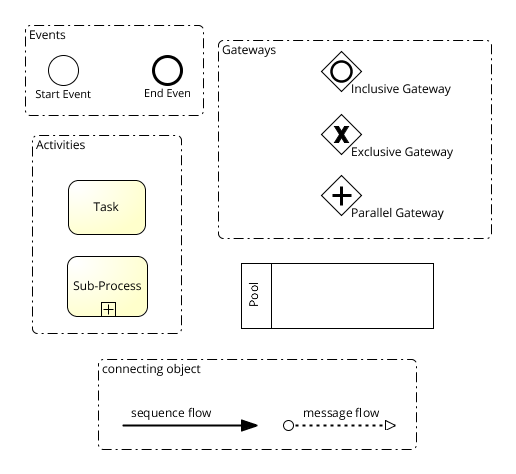 Events
Start Event
End Even
Gateways
Inclusive Gateway
Exclusive Gateway
Parallel Gateway
Activities
Task
Sub-Process
Pool
connecting object
sequence flow
message flow